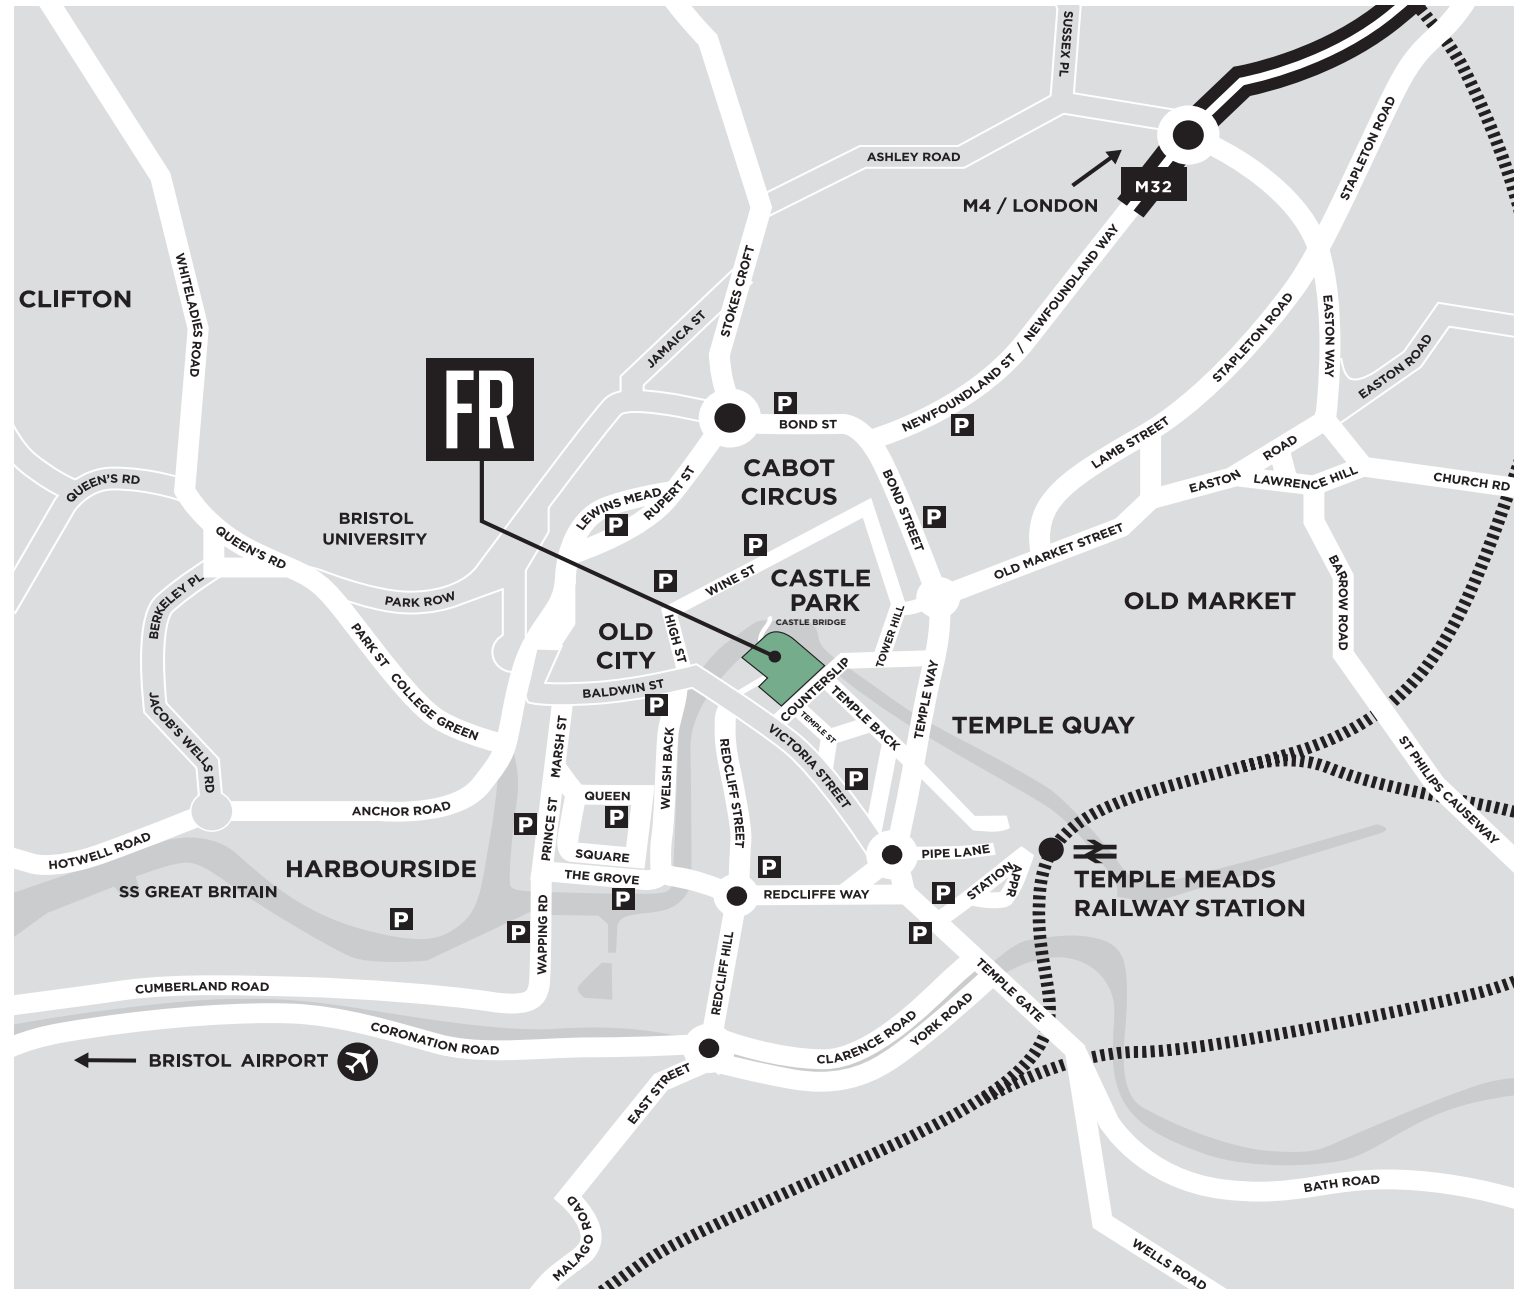 SUSSEX PL
STAPLETON ROAD
ASHLEY ROAD
M32
M4 / LONDON
WHITELADIES ROAD
STOKES CROFT
NEWFOUNDLAND ST / NEWFOUNDLAND WAY
CLIFTON
STAPLETON ROAD
EASTON WAY
JAMAICA ST
EASTON ROAD
FR
P
BOND ST
P
LAMB STREET
ROAD
CABOT
CIRCUS
QUEEN'S RD
EASTON
LAWRENCE HILL
CHURCH RD
LEWINS MEAD
RUPERT ST
BOND STREET
P
P
BRISTOL
UNIVERSITY
QUEEN'S RD
P
OLD MARKET STREET
WINE ST
P
CASTLE
PARK
CASTLE BRIDGE
BERKELEY PL
PARK ROW
OLD MARKET
BARROW ROAD
OLD
CITY
HIGH ST
TOWER HILL
PARK ST
COLLEGE GREEN
BALDWIN ST
P
COUNTERSLIP
TEMPLE ST
TEMPLE BACK
TEMPLE WAY
TEMPLE QUAY
JACOB'S WELLS RD
MARSH ST
WELSH BACK
REDCLIFF STREET
VICTORIA STREET
P
ST PHILIPS CAUSEWAY
QUEEN
P
SQUARE
ANCHOR ROAD
P
PRINCE ST
HOTWELL ROAD
HARBOURSIDE
THE GROVE
P
P
REDCLIFFE WAY
PIPE LANE
STATION
APPR
P
TEMPLE MEADS
RAILWAY STATION
SS GREAT BRITAIN
P
P
WAPPING RD
P
REDCLIFF HILL
CUMBERLAND ROAD
TEMPLE GATE
CORONATION ROAD
CLARENCE ROAD
YORK ROAD
BRISTOL AIRPORT
EAST STREET
BATH ROAD
MALAGO ROAD
WELLS ROAD